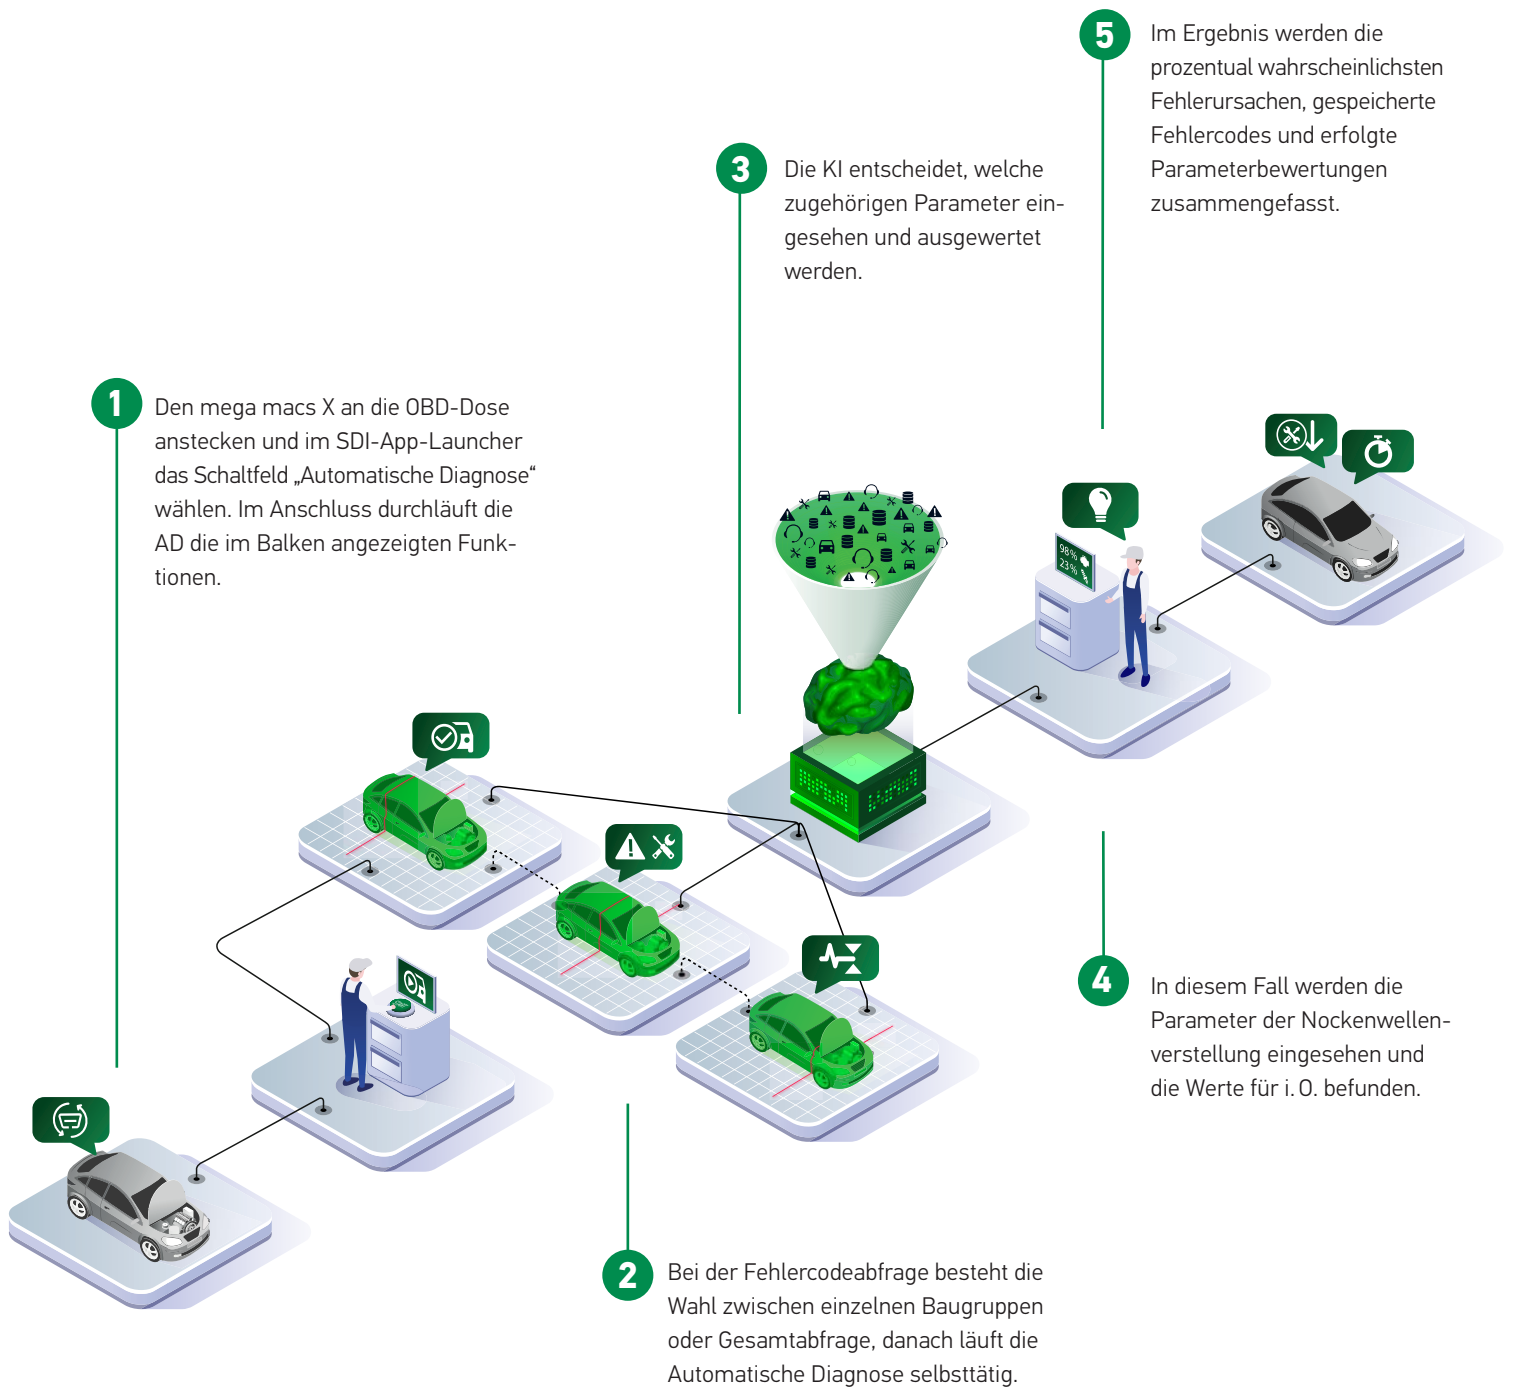 1
Den mega macs X an die OBD-Dose
anstecken und im SDI-App-Launcher
das Schaltfeld „Automatische Diagnose“
wählen. Im Anschluss durchläuft die
AD die im Balken angezeigten Funk-
tionen.
2
Bei der Fehlercodeabfrage besteht die
Wahl zwischen einzelnen Baugruppen
oder Gesamtabfrage, danach läuft die
Automatische Diagnose selbsttätig.
3
Die KI entscheidet, welche
zugehörigen Parameter ein-
gesehen und ausgewertet
werden.
4
In diesem Fall werden die
Parameter der Nockenwellen-
verstellung eingesehen und
die Werte für i. O. befunden.
5
Im Ergebnis werden die
prozentual wahrscheinlichsten
Fehlerursachen, gespeicherte
Fehlercodes und erfolgte
Parameterbewertungen
zusammengefasst.
98%
23%